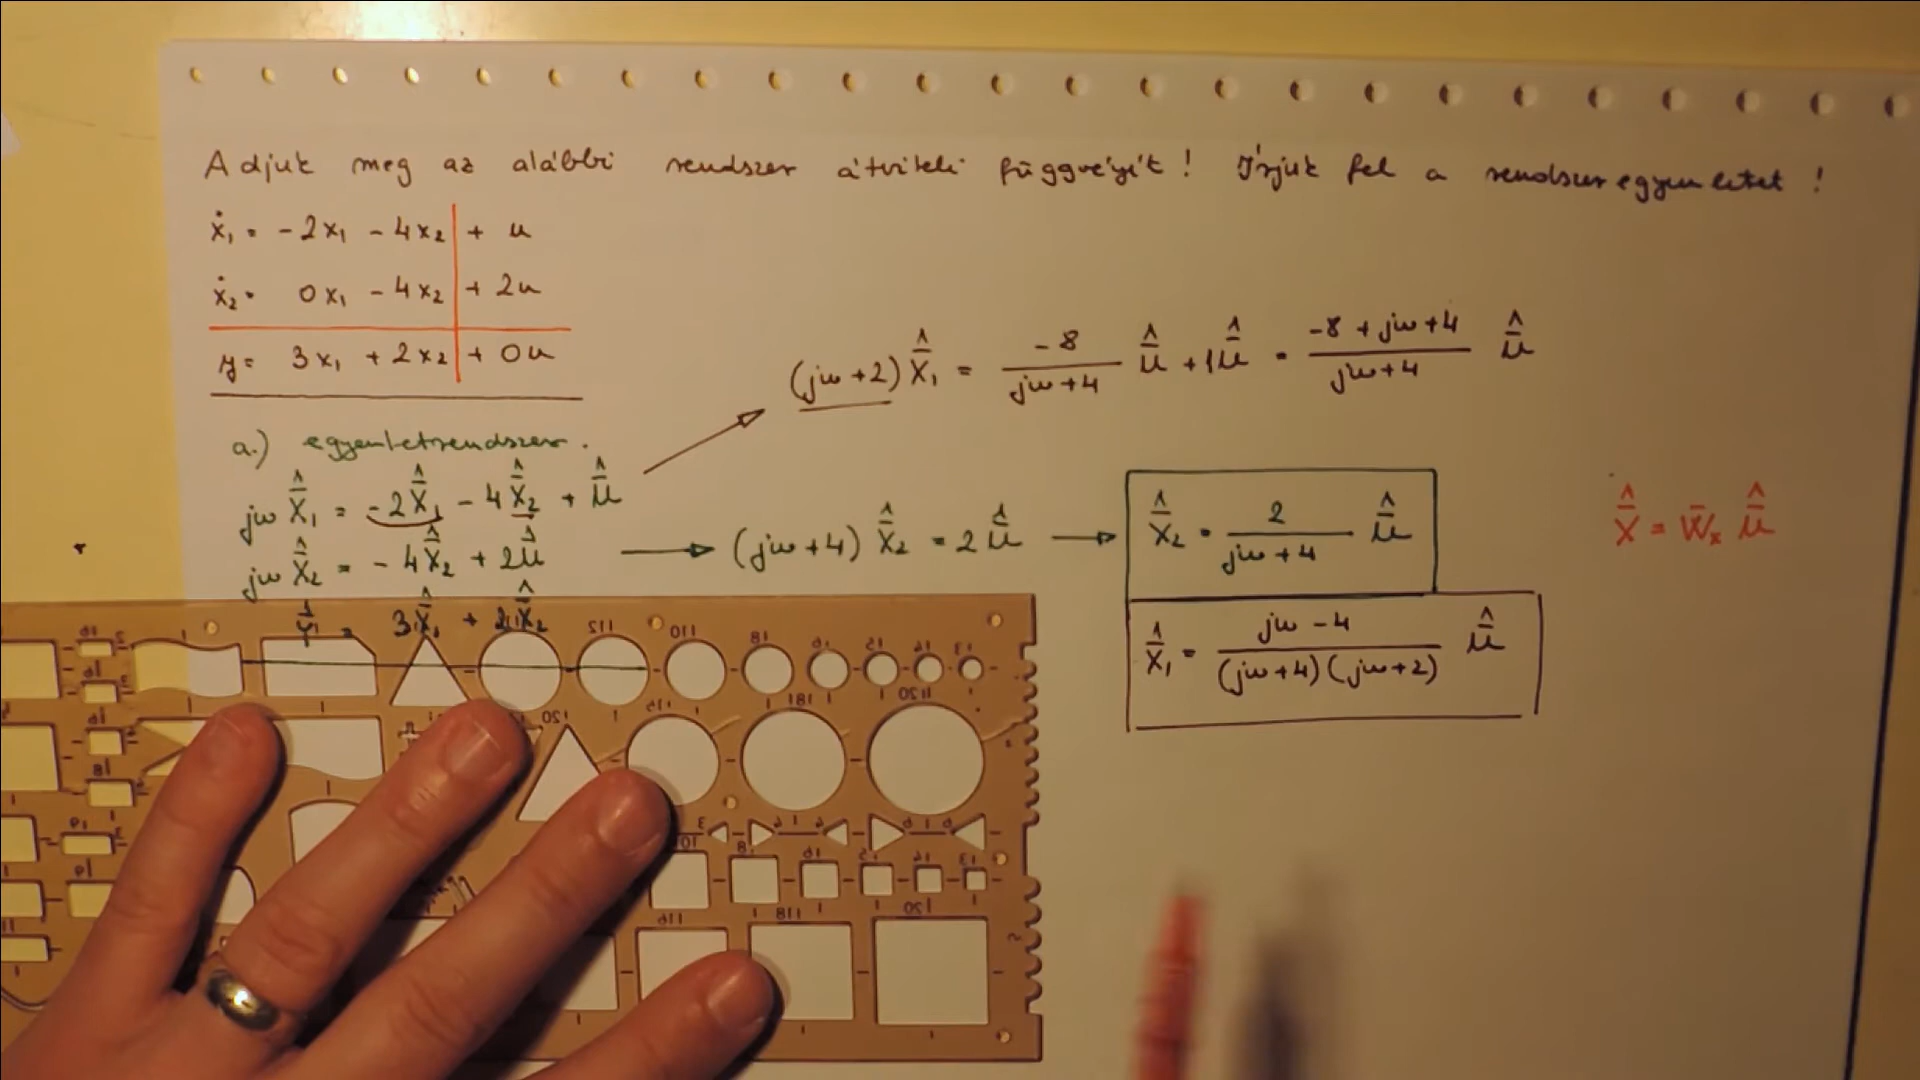 Adjuk meg az alábbi rendszer átviteli függvéyét! Írjuk fel a rendszeregyenletet!
ẋ₁ = -2x₁ - 4x₂ + u
ẋ₂ = 0x₁ - 4x₂ + 2u
y = 3x₁ + 2x₂ + 0u
(jω+2) X̂₁ = -8/(jω+4) Û + 1Û = (-8+jω+4)/(jω+4) Û
a.) egyenletrendszer.
jω X̂₁ = -2X̂₁ - 4X̂₂ + Û
jω X̂₂ = -4X̂₂ + 2Û
(jω+4) X̂₂ = 2Û
X̂₂ = 2/(jω+4) Û
X̂ = W̄ₓ Û
Ŷ = 3X̂₁ + 2X̂₂
X̂₁ = (jω-4)/((jω+4)(jω+2)) Û